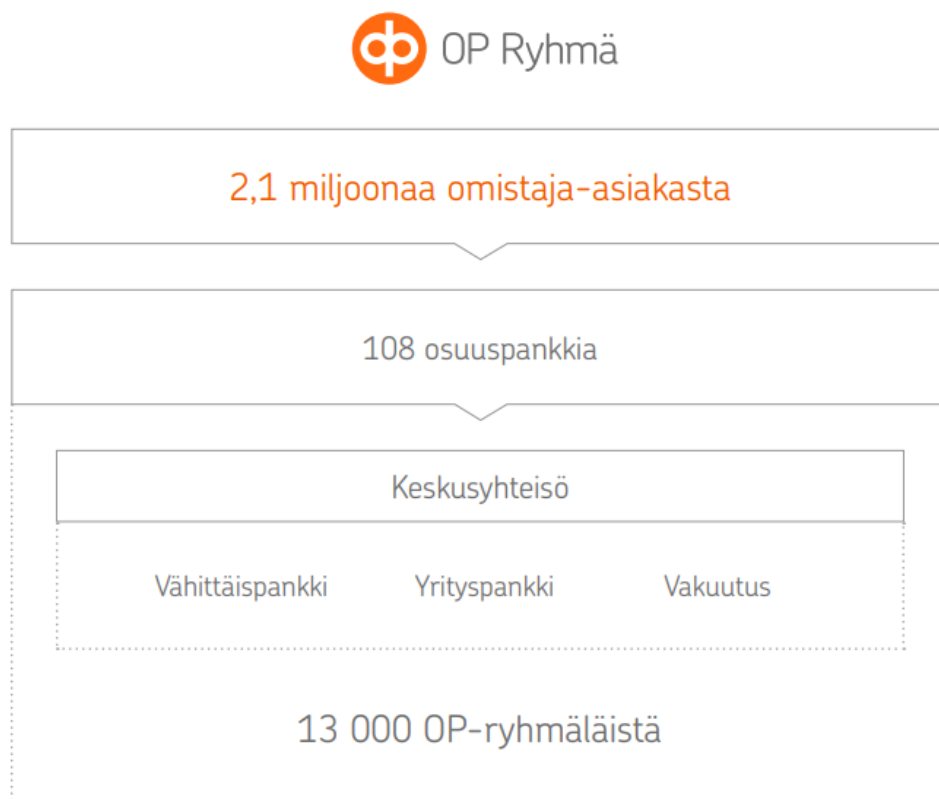 OP Ryhmä
2,1 miljoonaa omistaja-asiakasta
108 osuuspankkia
Keskusyhteisö
Vähittäispankki Yrityspankki Vakuutus
13 000 OP-ryhmäläistä